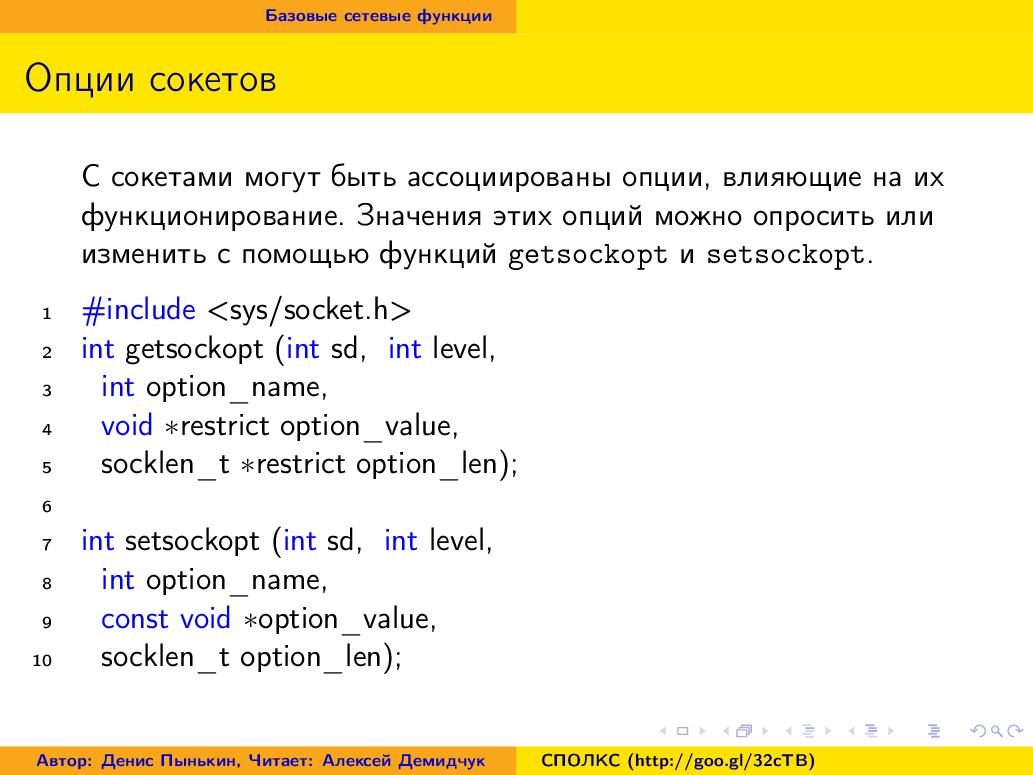 Базовые сетевые функции
Опции сокетов
С сокетами могут быть ассоциированы опции, влияющие на их
функционирование. Значения этих опций можно опросить или
изменить с помощью функций getsockopt и setsockopt.
1 #include <sys/socket.h>
2 int getsockopt (int sd, int level,
3 int option_name,
4 void *restrict option_value,
5 socklen_t *restrict option_len);
6
7 int setsockopt (int sd, int level,
8 int option_name,
9 const void *option_value,
10 socklen_t option_len);
Автор: Денис Пынькин, Читает: Алексей Демидчук СПОЛКС (http://goo.gl/32cTB)